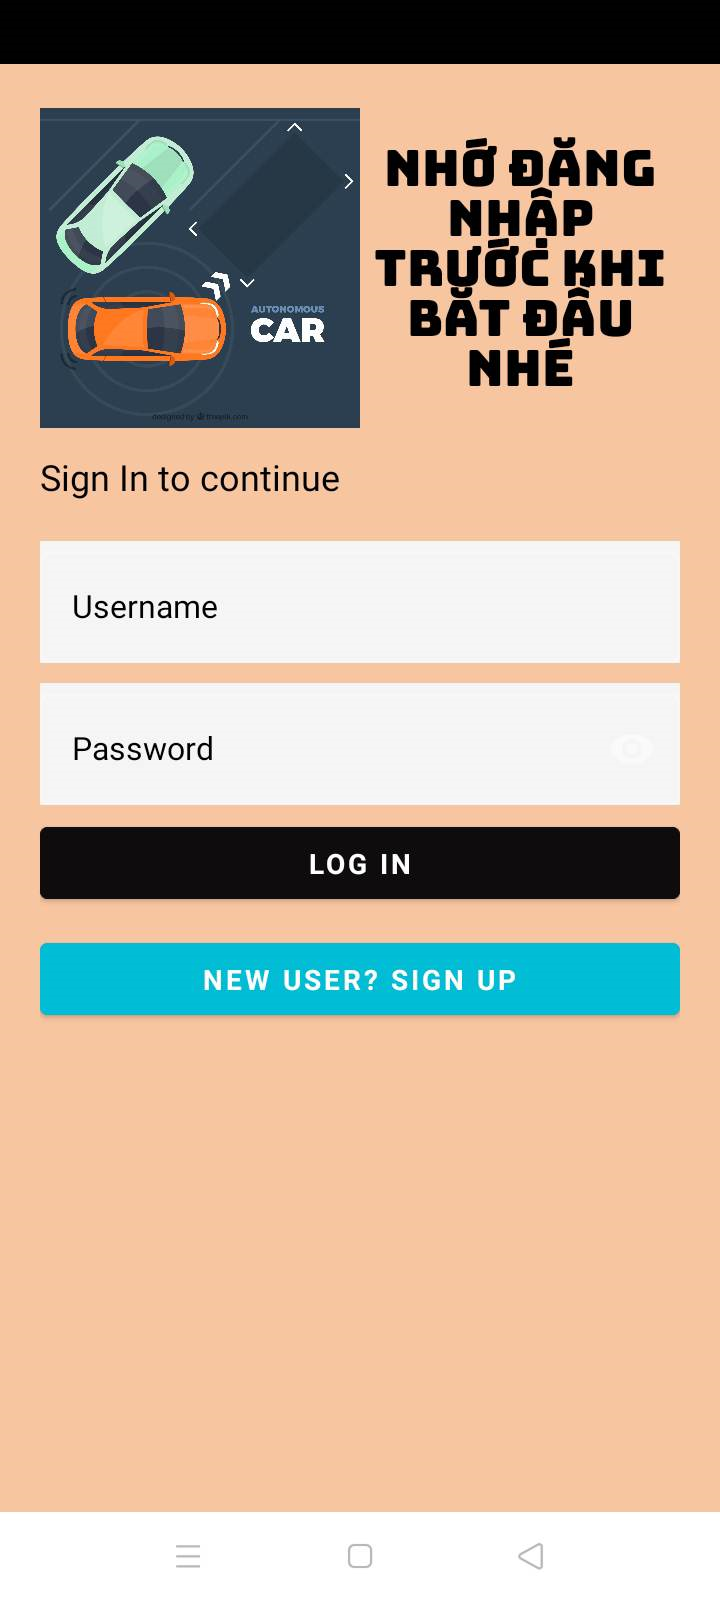 NHỚ ĐĂNG
NHẬP
TRƯỚC KHI
BẮT ĐẦU
NHÉ
AUTONOMOUS
CAR
designed by freepik.com
Sign In to continue
Username
Password
LOG IN
NEW USER? SIGN UP